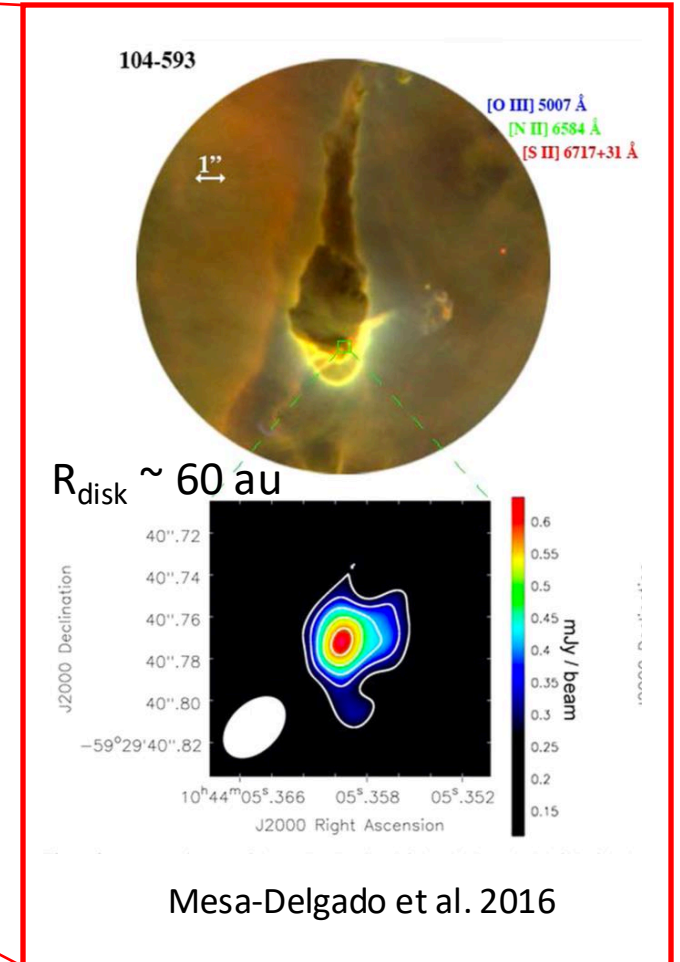 104-593
[O III] 5007 Å
[N II] 6584 Å
[S II] 6717+31 Å
1”
R_disk ~ 60 au
40".72
40".74
40".76
40".78
40".80
−59°29'40".82
J2000 Declination
10ʰ44ᵐ05ˢ.366 05ˢ.358 05ˢ.352
J2000 Right Ascension
0.6
0.55
0.5
0.45
0.4
0.35
0.3
0.25
0.2
0.15
mJy / beam
Mesa-Delgado et al. 2016